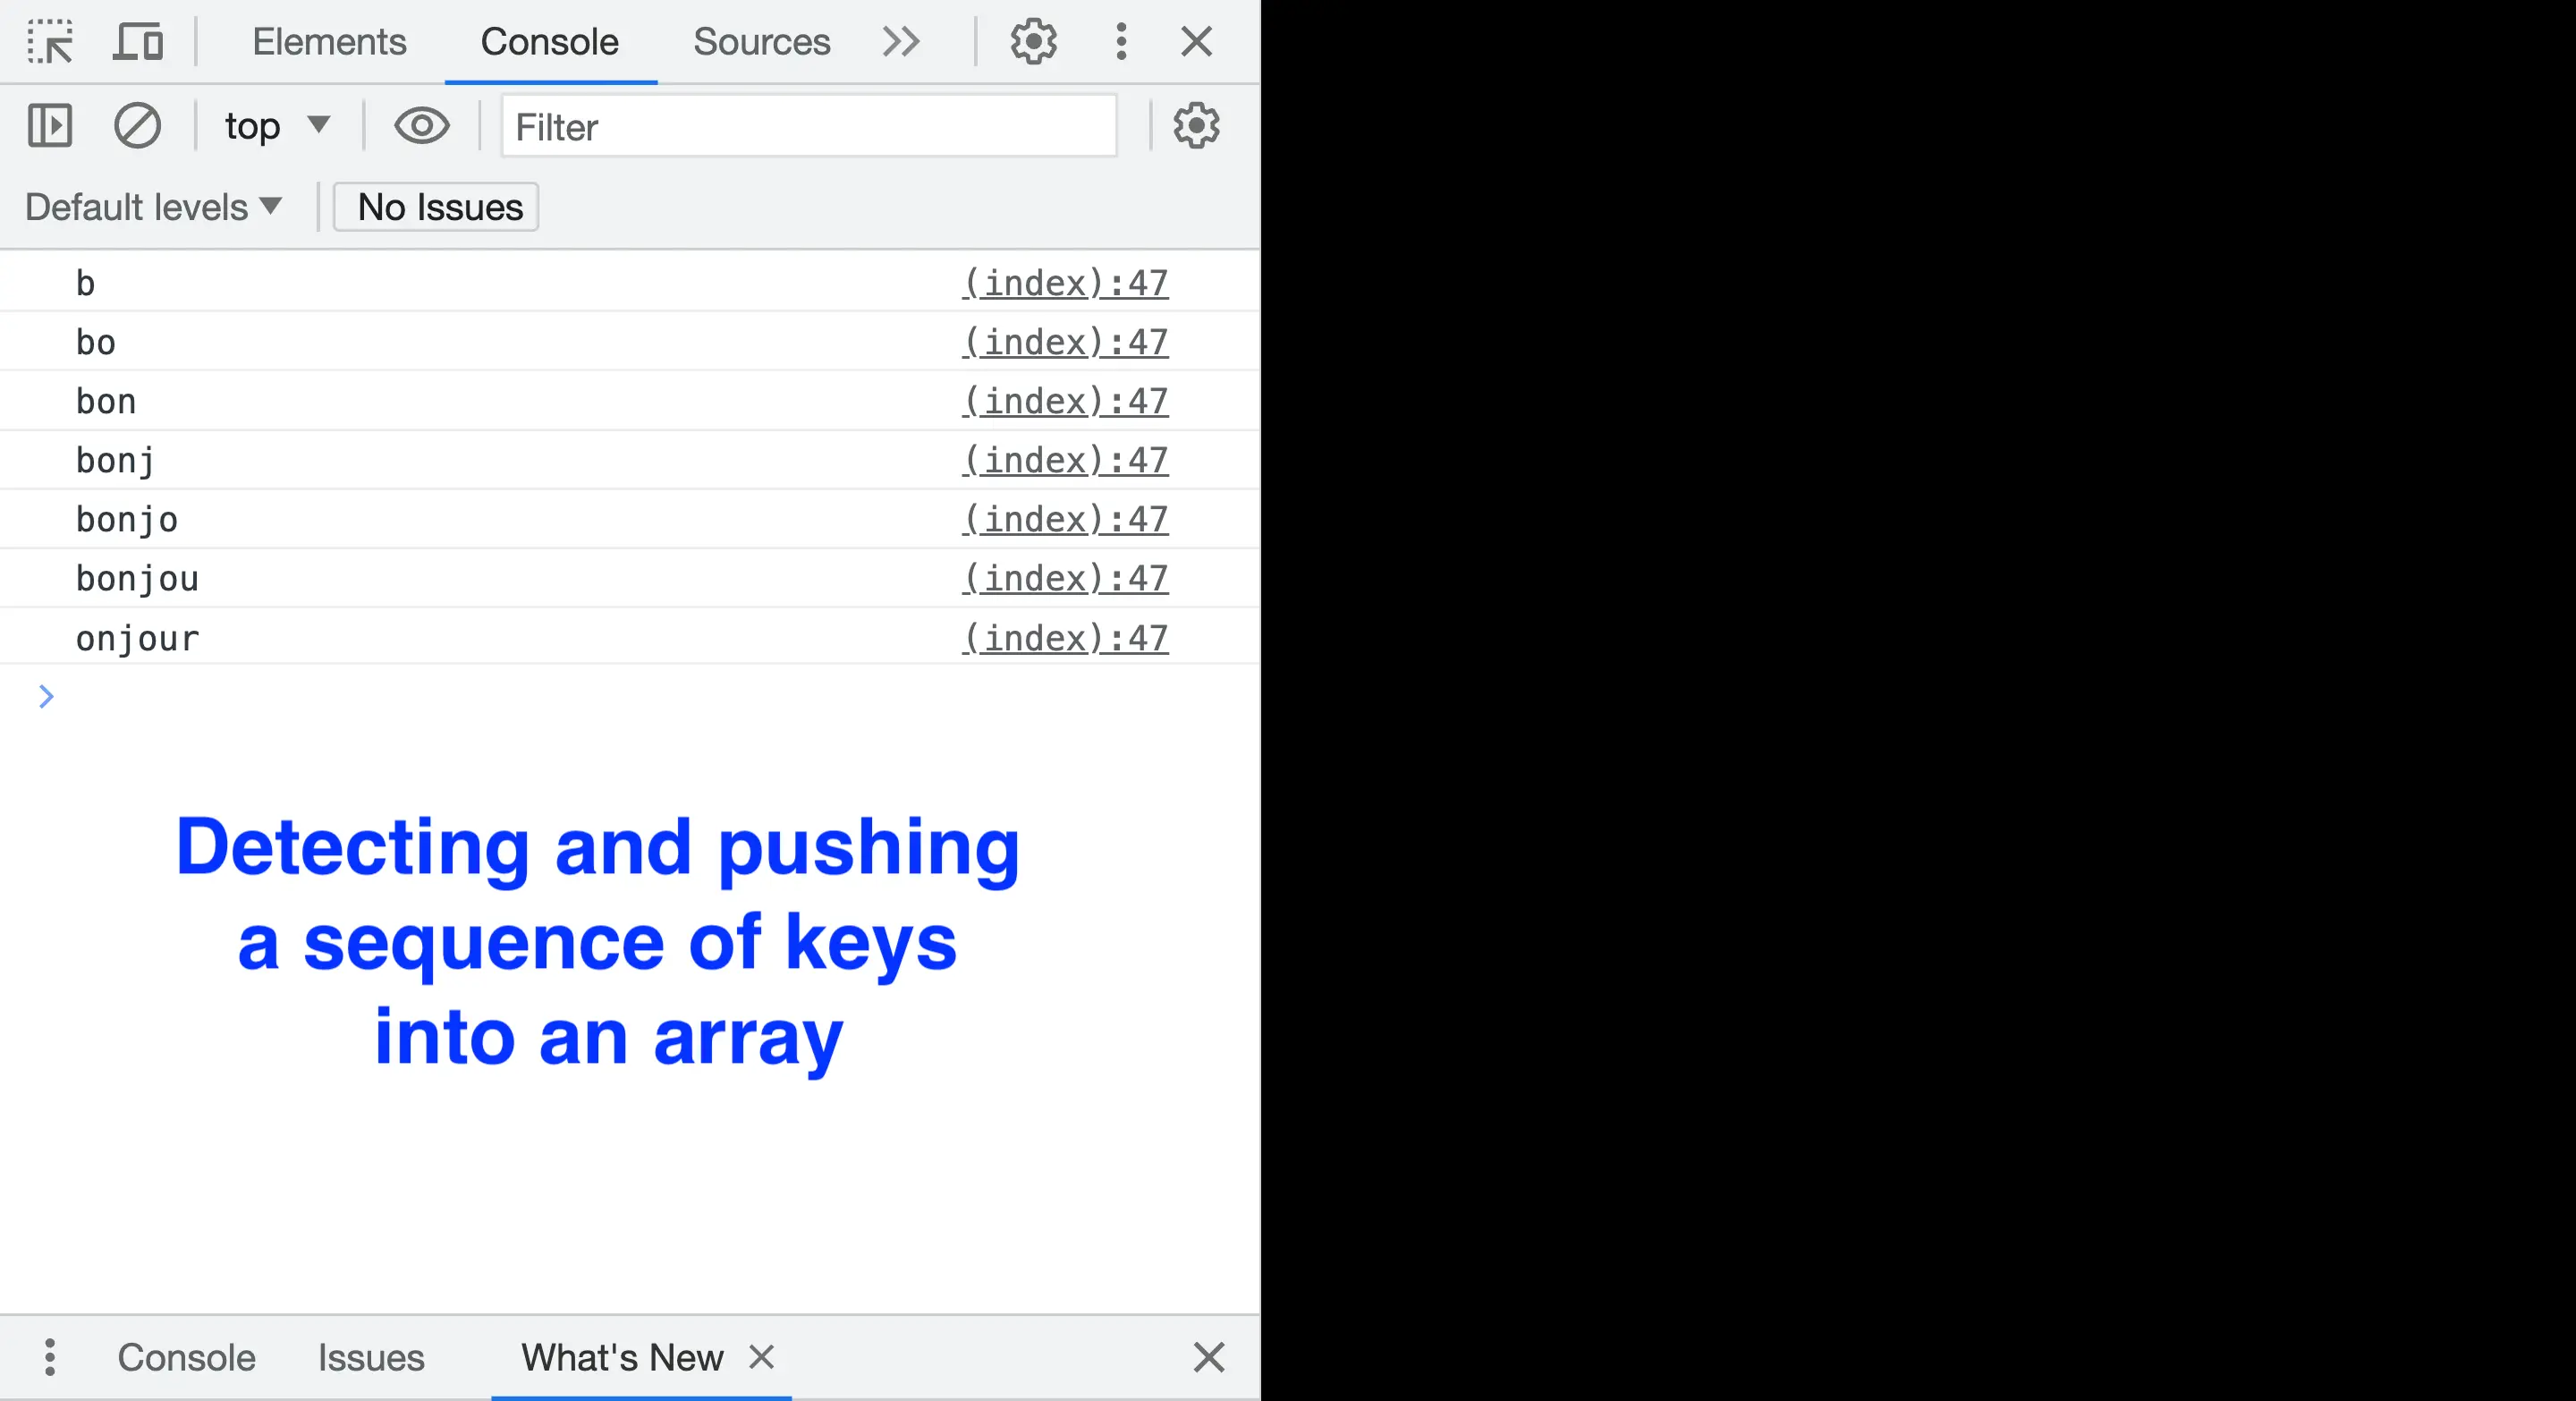 Elements Console Sources
top Filter
Default levels No Issues
b (index):47
bo (index):47
bon (index):47
bonj (index):47
bonjo (index):47
bonjou (index):47
onjour (index):47
Detecting and pushing
a sequence of keys
into an array
Console Issues What's New